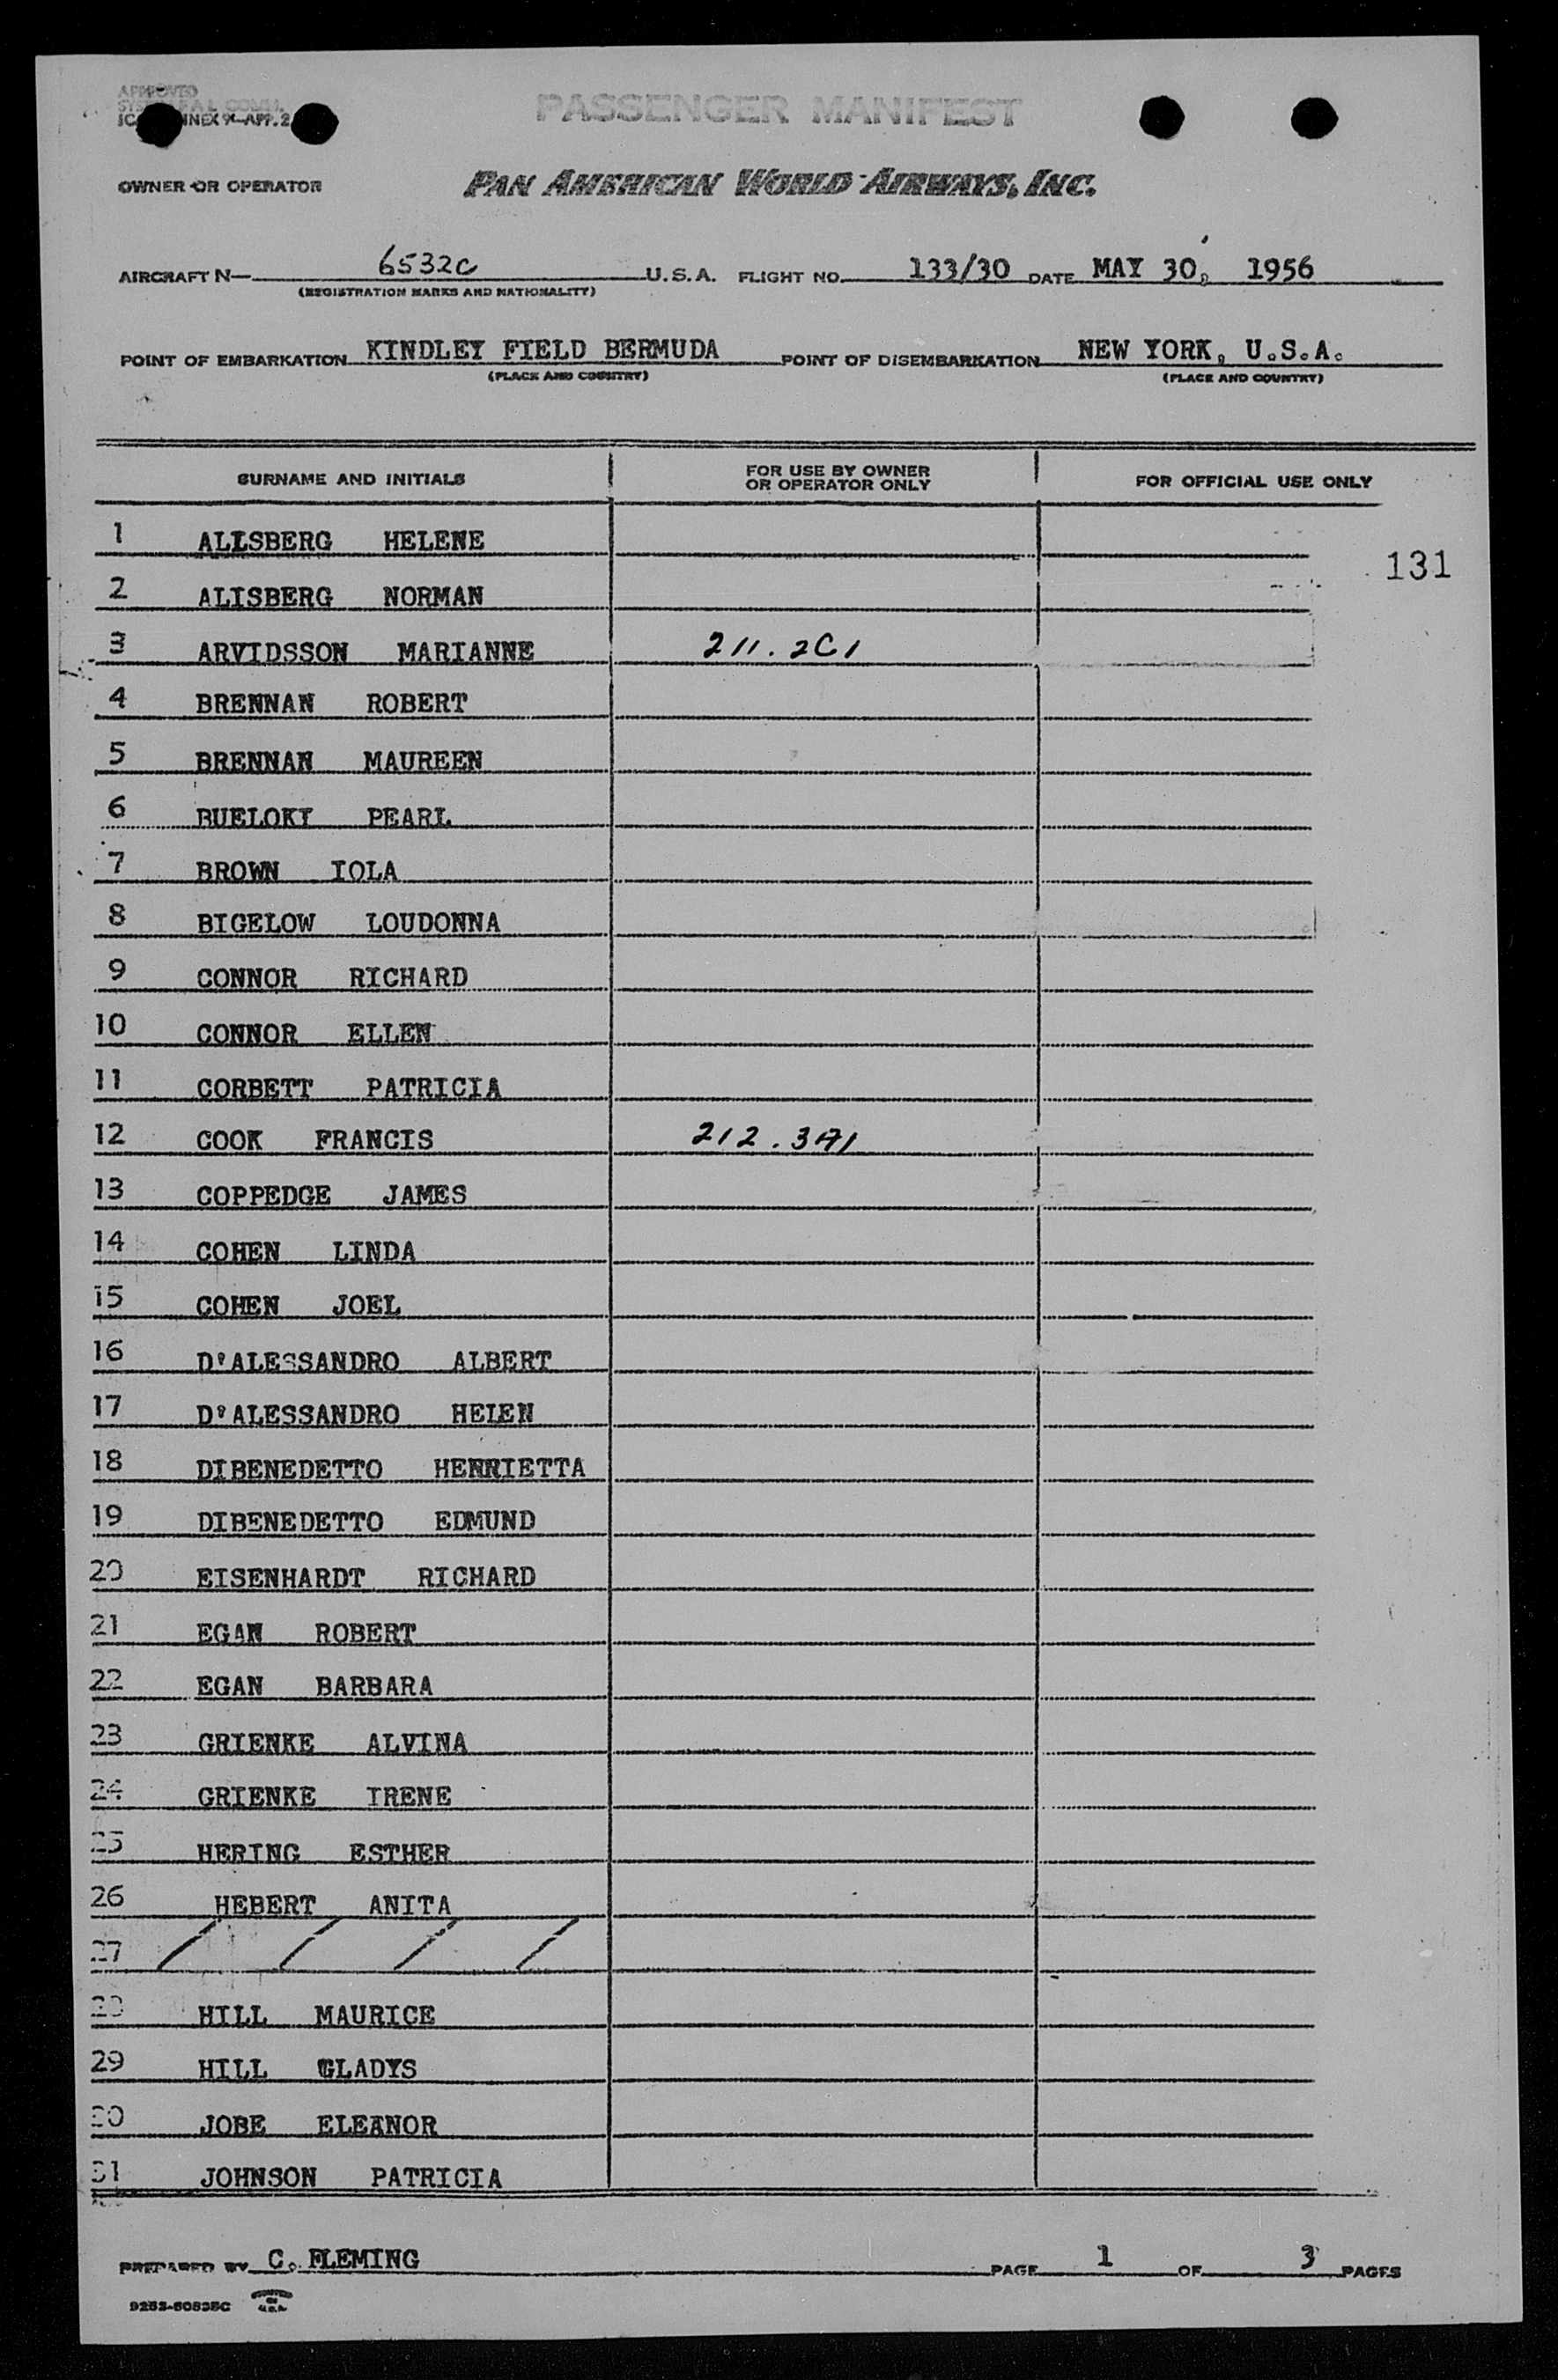 APPROVED
ANNEX 9-APP. 2
PASSENGER MANIFEST
OWNER OR OPERATOR PAN AMERICAN WORLD AIRWAYS, INC.
AIRCRAFT N— 6532C U.S.A. FLIGHT NO. 133/30 DATE MAY 30, 1956
(REGISTRATION MARKS AND NATIONALITY)
POINT OF EMBARKATION KINDLEY FIELD BERMUDA POINT OF DISEMBARKATION NEW YORK, U.S.A.
(PLACE AND COUNTRY) (PLACE AND COUNTRY)
SURNAME AND INITIALS FOR USE BY OWNER OR OPERATOR ONLY FOR OFFICIAL USE ONLY
1 ALISBERG HELENE
131
2 ALISBERG NORMAN
3 ARVIDSSON MARIANNE 211.2C1
4 BRENNAN ROBERT
5 BRENNAN MAUREEN
6 BUELOKI PEARL
7 BROWN IOLA
8 BIGELOW LOUDONNA
9 CONNOR RICHARD
10 CONNOR ELLEN
11 CORBETT PATRICIA
12 COOK FRANCIS 212.3A1
13 COPPEDGE JAMES
14 COHEN LINDA
15 COHEN JOEL
16 D'ALESSANDRO ALBERT
17 D'ALESSANDRO HELEN
18 DIBENEDETTO HENRIETTA
19 DIBENEDETTO EDMUND
20 EISENHARDT RICHARD
21 EGAN ROBERT
22 EGAN BARBARA
23 GRIENKE ALVINA
24 GRIENKE IRENE
25 HERING ESTHER
26 HEBERT ANITA
27 / / / /
28 HILL MAURICE
29 HILL GLADYS
30 JOBE ELEANOR
31 JOHNSON PATRICIA
PREPARED BY C. FLEMING PAGE 1 OF 3 PAGES